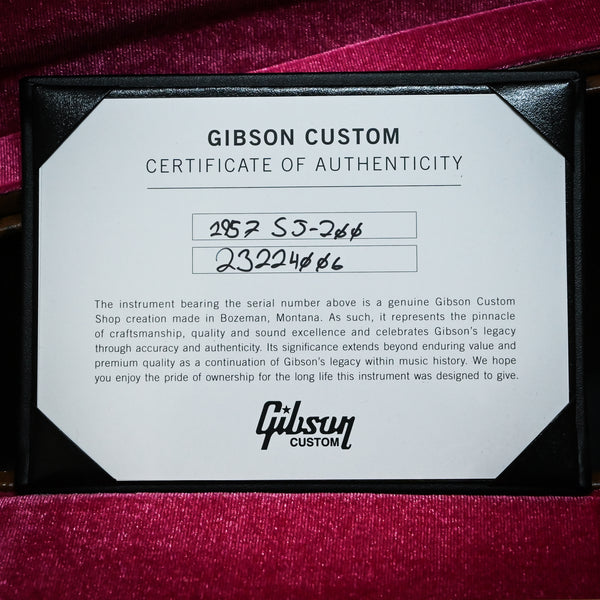 GIBSON CUSTOM
CERTIFICATE OF AUTHENTICITY
1957 SJ-200
23224006
The instrument bearing the serial number above is a genuine Gibson Custom
Shop creation made in Bozeman, Montana. As such, it represents the pinnacle
of craftsmanship, quality and sound excellence and celebrates Gibson's legacy
through accuracy and authenticity. Its significance extends beyond enduring value and
premium quality as a continuation of Gibson's legacy within music history. We hope
you enjoy the pride of ownership for the long life this instrument was designed to give.
Gibson
CUSTOM